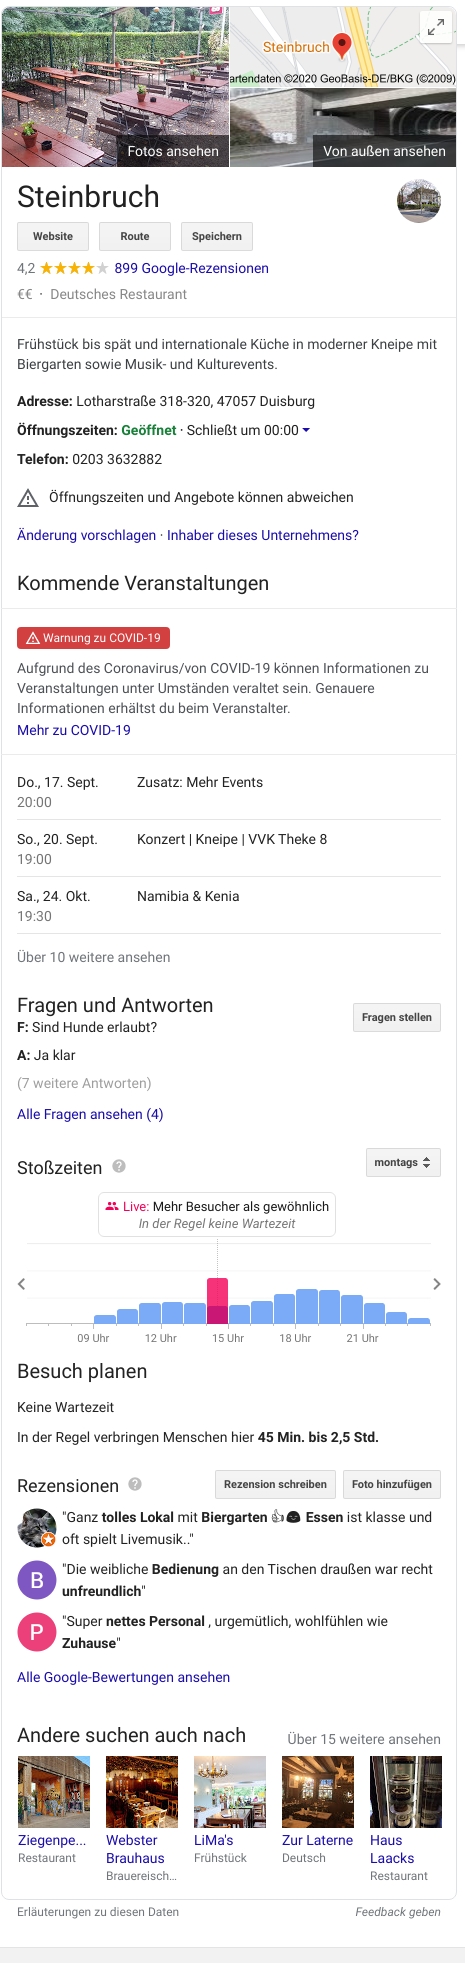 Steinbruch
artendaten ©2020 GeoBasis-DE/BKG (©2009)
Fotos ansehen
Von außen ansehen
Steinbruch
Website
Route
Speichern
4,2 ★★★★★ 899 Google-Rezensionen
€€ · Deutsches Restaurant
Frühstück bis spät und internationale Küche in moderner Kneipe mit
Biergarten sowie Musik- und Kulturevents.
Adresse: Lotharstraße 318-320, 47057 Duisburg
Öffnungszeiten: Geöffnet · Schließt um 00:00
Telefon: 0203 3632882
Öffnungszeiten und Angebote können abweichen
Änderung vorschlagen · Inhaber dieses Unternehmens?
Kommende Veranstaltungen
Warnung zu COVID-19
Aufgrund des Coronavirus/von COVID-19 können Informationen zu
Veranstaltungen unter Umständen veraltet sein. Genauere
Informationen erhältst du beim Veranstalter.
Mehr zu COVID-19
Do., 17. Sept. Zusatz: Mehr Events
20:00
So., 20. Sept. Konzert | Kneipe | VVK Theke 8
19:00
Sa., 24. Okt. Namibia & Kenia
19:30
Über 10 weitere ansehen
Fragen und Antworten
Fragen stellen
F: Sind Hunde erlaubt?
A: Ja klar
(7 weitere Antworten)
Alle Fragen ansehen (4)
Stoßzeiten
montags
Live: Mehr Besucher als gewöhnlich
In der Regel keine Wartezeit
09 Uhr 12 Uhr 15 Uhr 18 Uhr 21 Uhr
Besuch planen
Keine Wartezeit
In der Regel verbringen Menschen hier 45 Min. bis 2,5 Std.
Rezensionen
Rezension schreiben
Foto hinzufügen
"Ganz tolles Lokal mit Biergarten 👍🏿 Essen ist klasse und
oft spielt Livemusik.."
B
"Die weibliche Bedienung an den Tischen draußen war recht
unfreundlich"
P
"Super nettes Personal , urgemütlich, wohlfühlen wie
Zuhause"
Alle Google-Bewertungen ansehen
Andere suchen auch nach
Über 15 weitere ansehen
Ziegenpe...
Restaurant
Webster
Brauhaus
Brauereisch...
LiMa's
Frühstück
Zur Laterne
Deutsch
Haus
Laacks
Restaurant
Erläuterungen zu diesen Daten
Feedback geben